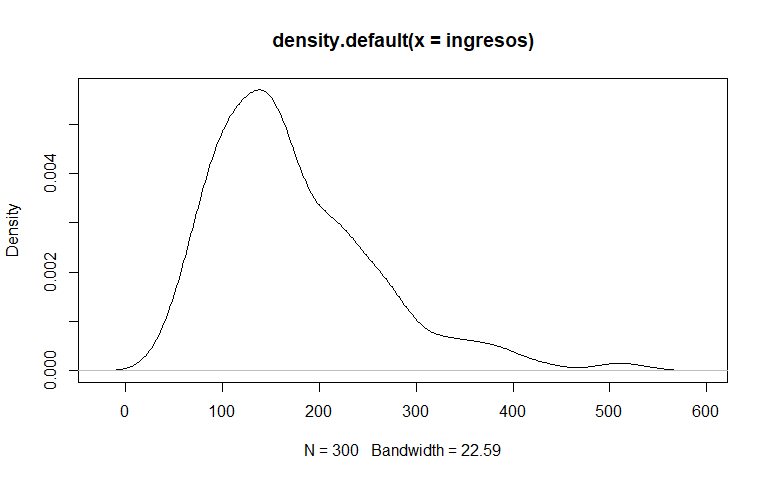 density.default(x = ingresos)
Density
0.004
0.002
0.000
0 100 200 300 400 500 600
N = 300 Bandwidth = 22.59